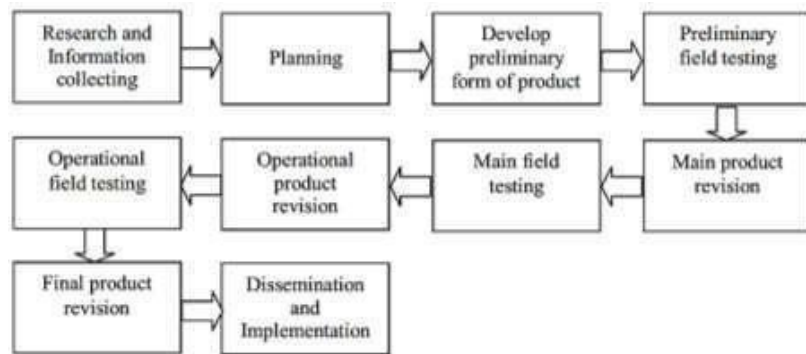 Research and
Information
collecting
Planning
Develop
preliminary
form of product
Preliminary
field testing
Main product
revision
Main field
testing
Operational
product
revision
Operational
field testing
Final product
revision
Dissemination
and
Implementation